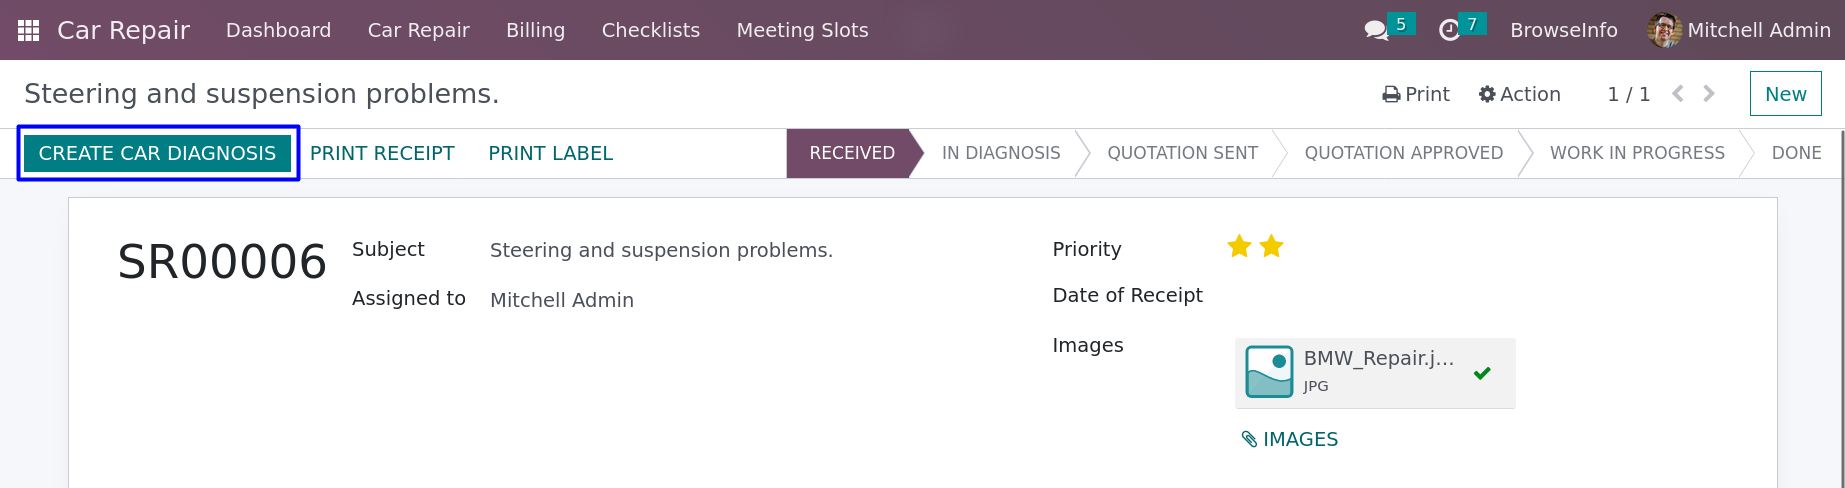 Car Repair Dashboard Car Repair Billing Checklists Meeting Slots 5 7 BrowseInfo Mitchell Admin
Steering and suspension problems. Print Action 1 / 1 New
CREATE CAR DIAGNOSIS PRINT RECEIPT PRINT LABEL RECEIVED IN DIAGNOSIS QUOTATION SENT QUOTATION APPROVED WORK IN PROGRESS DONE
SR00006
Subject Steering and suspension problems.
Assigned to Mitchell Admin
Priority
Date of Receipt
Images BMW_Repair.j...
JPG
IMAGES